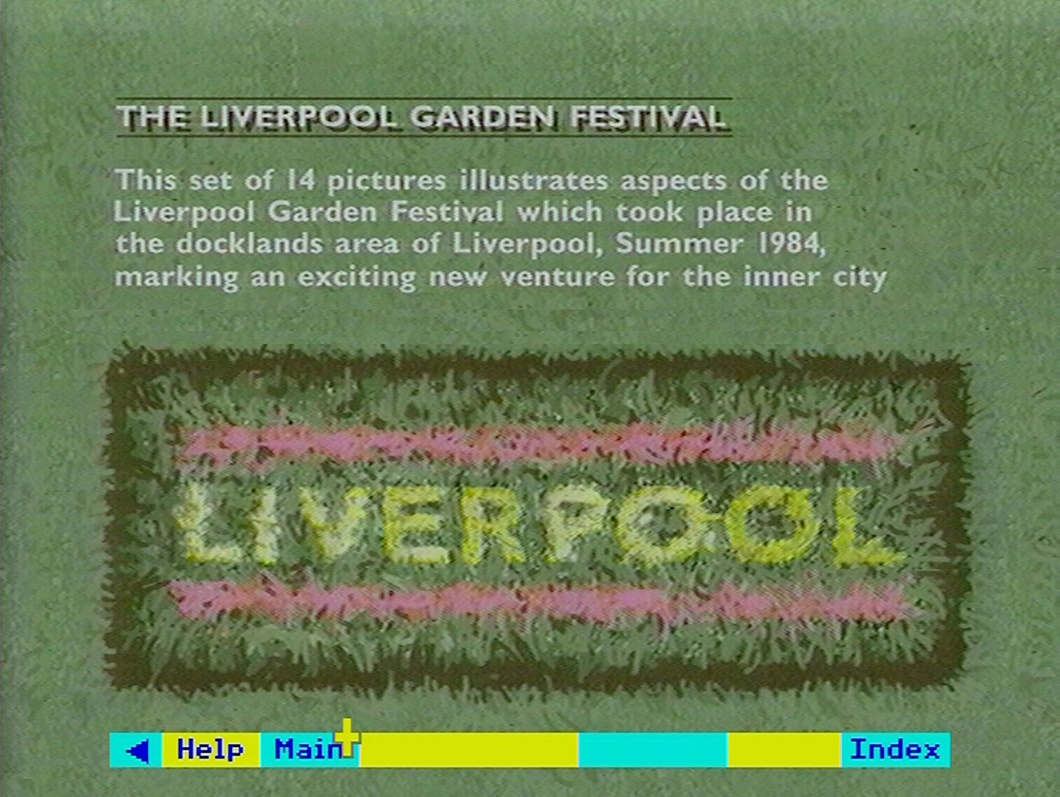 THE LIVERPOOL GARDEN FESTIVAL
This set of 14 pictures illustrates aspects of the
Liverpool Garden Festival which took place in
the docklands area of Liverpool, Summer 1984,
marking an exciting new venture for the inner city
LIVERPOOL
Help Main Index